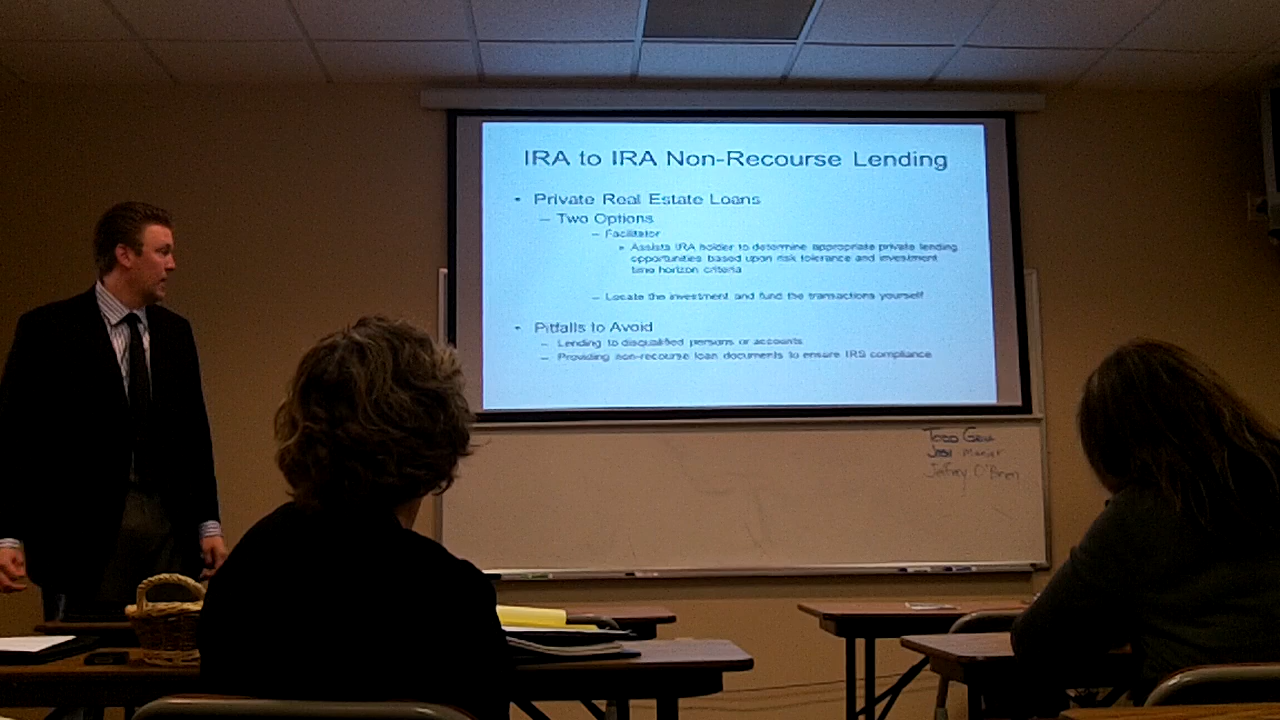 IRA to IRA Non-Recourse Lending
• Private Real Estate Loans
– Two Options
– Facilitator
» Assists IRA holder to determine appropriate private lending
opportunities based upon risk tolerance and investment
time horizon criteria
– Locate the investment and fund the transactions yourself
• Pitfalls to Avoid
– Lending to disqualified persons or accounts
– Providing non-recourse loan documents to ensure IRS compliance
Todd
Jeffrey O'Brien